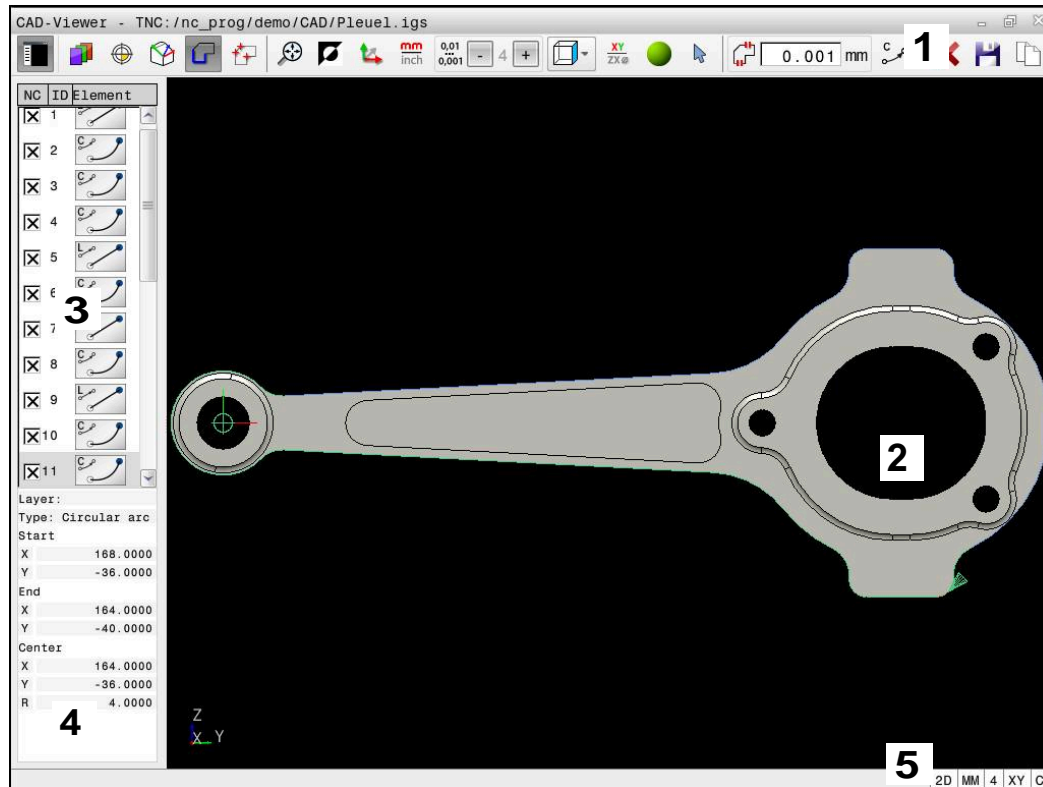 CAD-Viewer - TNC:/nc_prog/demo/CAD/Pleuel.igs
mm
inch
0,01
0,001
- 4 +
XY
ZX
0.001 mm
C
1
NC ID Element
1
2 C
3 C
4 C
5 L
6 C
3
7
8 C
9 L
10 C
11 C
Layer:
Type: Circular arc
Start
X 168.0000
Y -36.0000
End
X 164.0000
Y -40.0000
Center
X 164.0000
Y -36.0000
R 4.0000
4
2
Z
X Y
5
2D MM 4 XY C